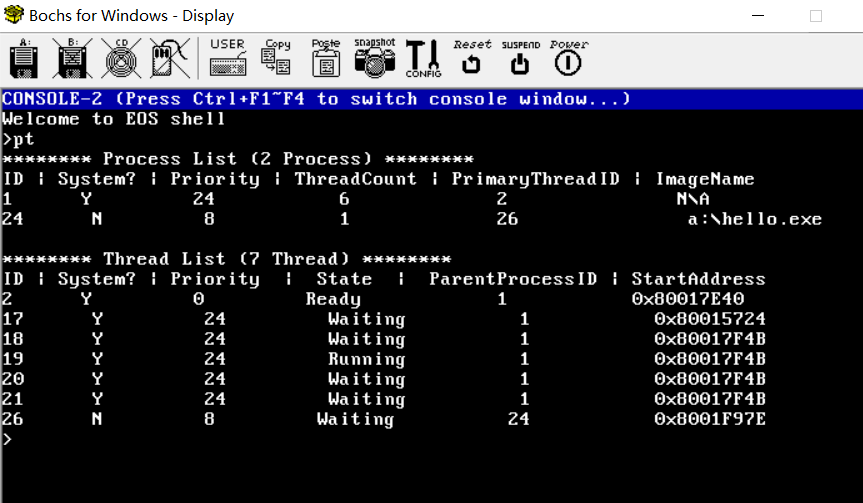 Bochs for Windows - Display
A: B: CD USER Copy Paste snapshot CONFIG Reset SUSPEND Power
CONSOLE-2 (Press Ctrl+F1~F4 to switch console window...)
Welcome to EOS shell
>pt
******** Process List (2 Process) ********
ID | System? | Priority | ThreadCount | PrimaryThreadID | ImageName
1 Y 24 6 2 N\A
24 N 8 1 26 a:\hello.exe
******** Thread List (7 Thread) ********
ID | System? | Priority | State | ParentProcessID | StartAddress
2 Y 0 Ready 1 0x80017E40
17 Y 24 Waiting 1 0x80015724
18 Y 24 Waiting 1 0x80017F4B
19 Y 24 Running 1 0x80017F4B
20 Y 24 Waiting 1 0x80017F4B
21 Y 24 Waiting 1 0x80017F4B
26 N 8 Waiting 24 0x8001F97E
>